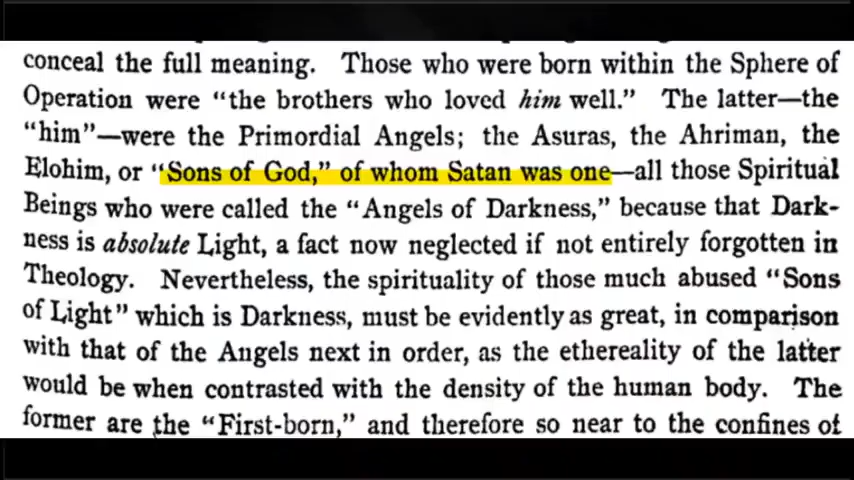 conceal the full meaning. Those who were born within the Sphere of
Operation were “the brothers who loved him well.” The latter—the
“him”—were the Primordial Angels; the Asuras, the Ahriman, the
Elohim, or “Sons of God,” of whom Satan was one—all those Spiritual
Beings who were called the “Angels of Darkness,” because that Dark-
ness is absolute Light, a fact now neglected if not entirely forgotten in
Theology. Nevertheless, the spirituality of those much abused “Sons
of Light” which is Darkness, must be evidently as great, in comparison
with that of the Angels next in order, as the ethereality of the latter
would be when contrasted with the density of the human body. The
former are the “First-born,” and therefore so near to the confines of